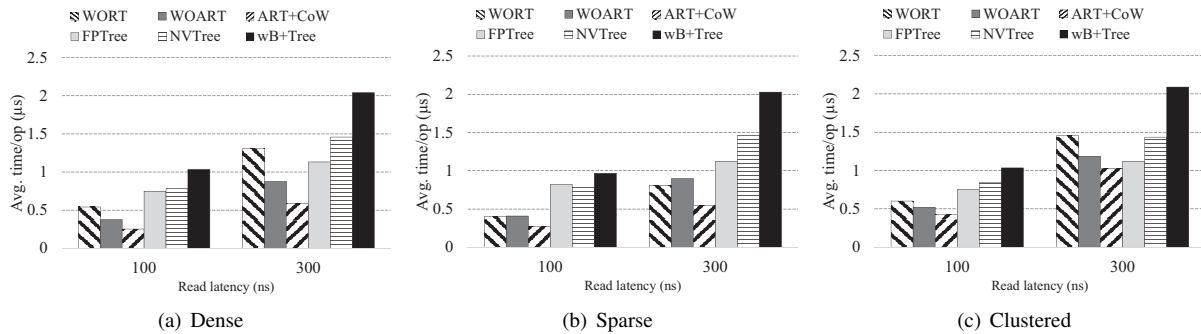 WORT WOART ART+CoW
FPTree NVTree wB+Tree
2.5
2
1.5
1
0.5
0
Avg. time/op (µs)
100 300
Read latency (ns)
(a) Dense
WORT WOART ART+CoW
FPTree NVTree wB+Tree
2.5
2
1.5
1
0.5
0
Avg. time/op (µs)
100 300
Read latency (ns)
(b) Sparse
WORT WOART ART+CoW
FPTree NVTree wB+Tree
2.5
2
1.5
1
0.5
0
Avg. time/op (µs)
100 300
Read latency (ns)
(c) Clustered